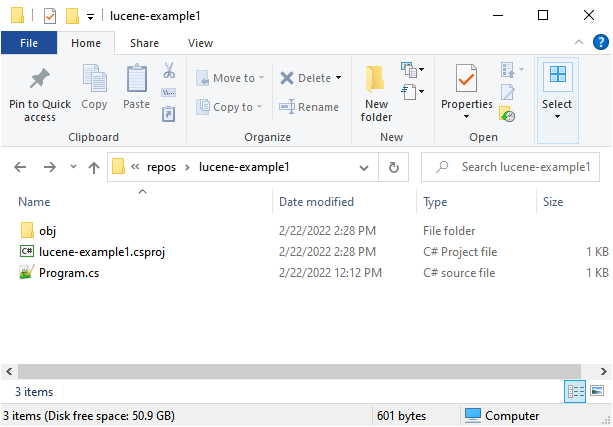 lucene-example1
File Home Share View
Pin to Quick access
Copy
Paste
Clipboard
Move to
Copy to
Delete
Rename
Organize
New folder
New
Properties
Open
Select
repos lucene-example1
Search lucene-example1
Name Date modified Type Size
obj 2/22/2022 2:28 PM File folder
lucene-example1.csproj 2/22/2022 2:28 PM C# Project file 1 KB
Program.cs 2/22/2022 12:12 PM C# source file 1 KB
3 items
3 items (Disk free space: 50.9 GB) 601 bytes Computer